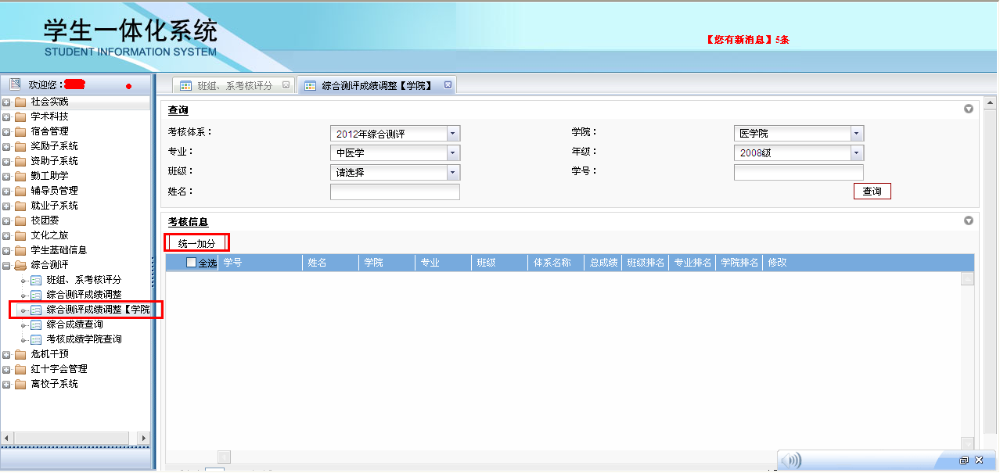 学生一体化系统
STUDENT INFORMATION SYSTEM
【您有新消息】5条
欢迎您：
社会实践
学术科技
宿舍管理
奖励子系统
资助子系统
勤工助学
辅导员管理
就业子系统
校团委
文化之旅
学生基础信息
综合测评
班组、系考核评分
综合测评成绩调整
综合测评成绩调整【学院
综合成绩查询
考核成绩学院查询
危机干预
红十字会管理
离校子系统
班组、系考核评分 综合测评成绩调整【学院】
查询
考核体系： 2012年综合测评 学院： 医学院
专业： 中医学 年级： 2008级
班级： 请选择 学号：
姓名： 查询
考核信息
统一加分
全选 学号 姓名 学院 专业 班级 体系名称 总成绩 班级排名 专业排名 学院排名 修改